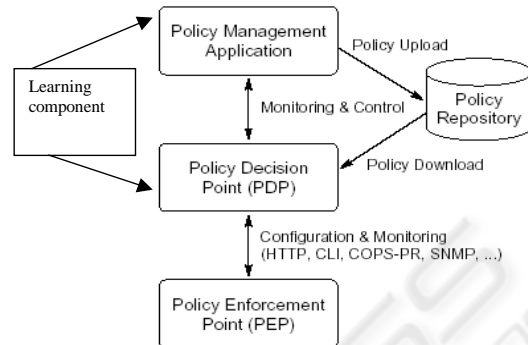 Policy Management
Application
Policy Upload
Learning
component
Monitoring & Control
Policy
Repository
Policy Decision
Point (PDP)
Policy Download
Configuration & Monitoring
(HTTP, CLI, COPS-PR, SNMP, ...)
Policy Enforcement
Point (PEP)